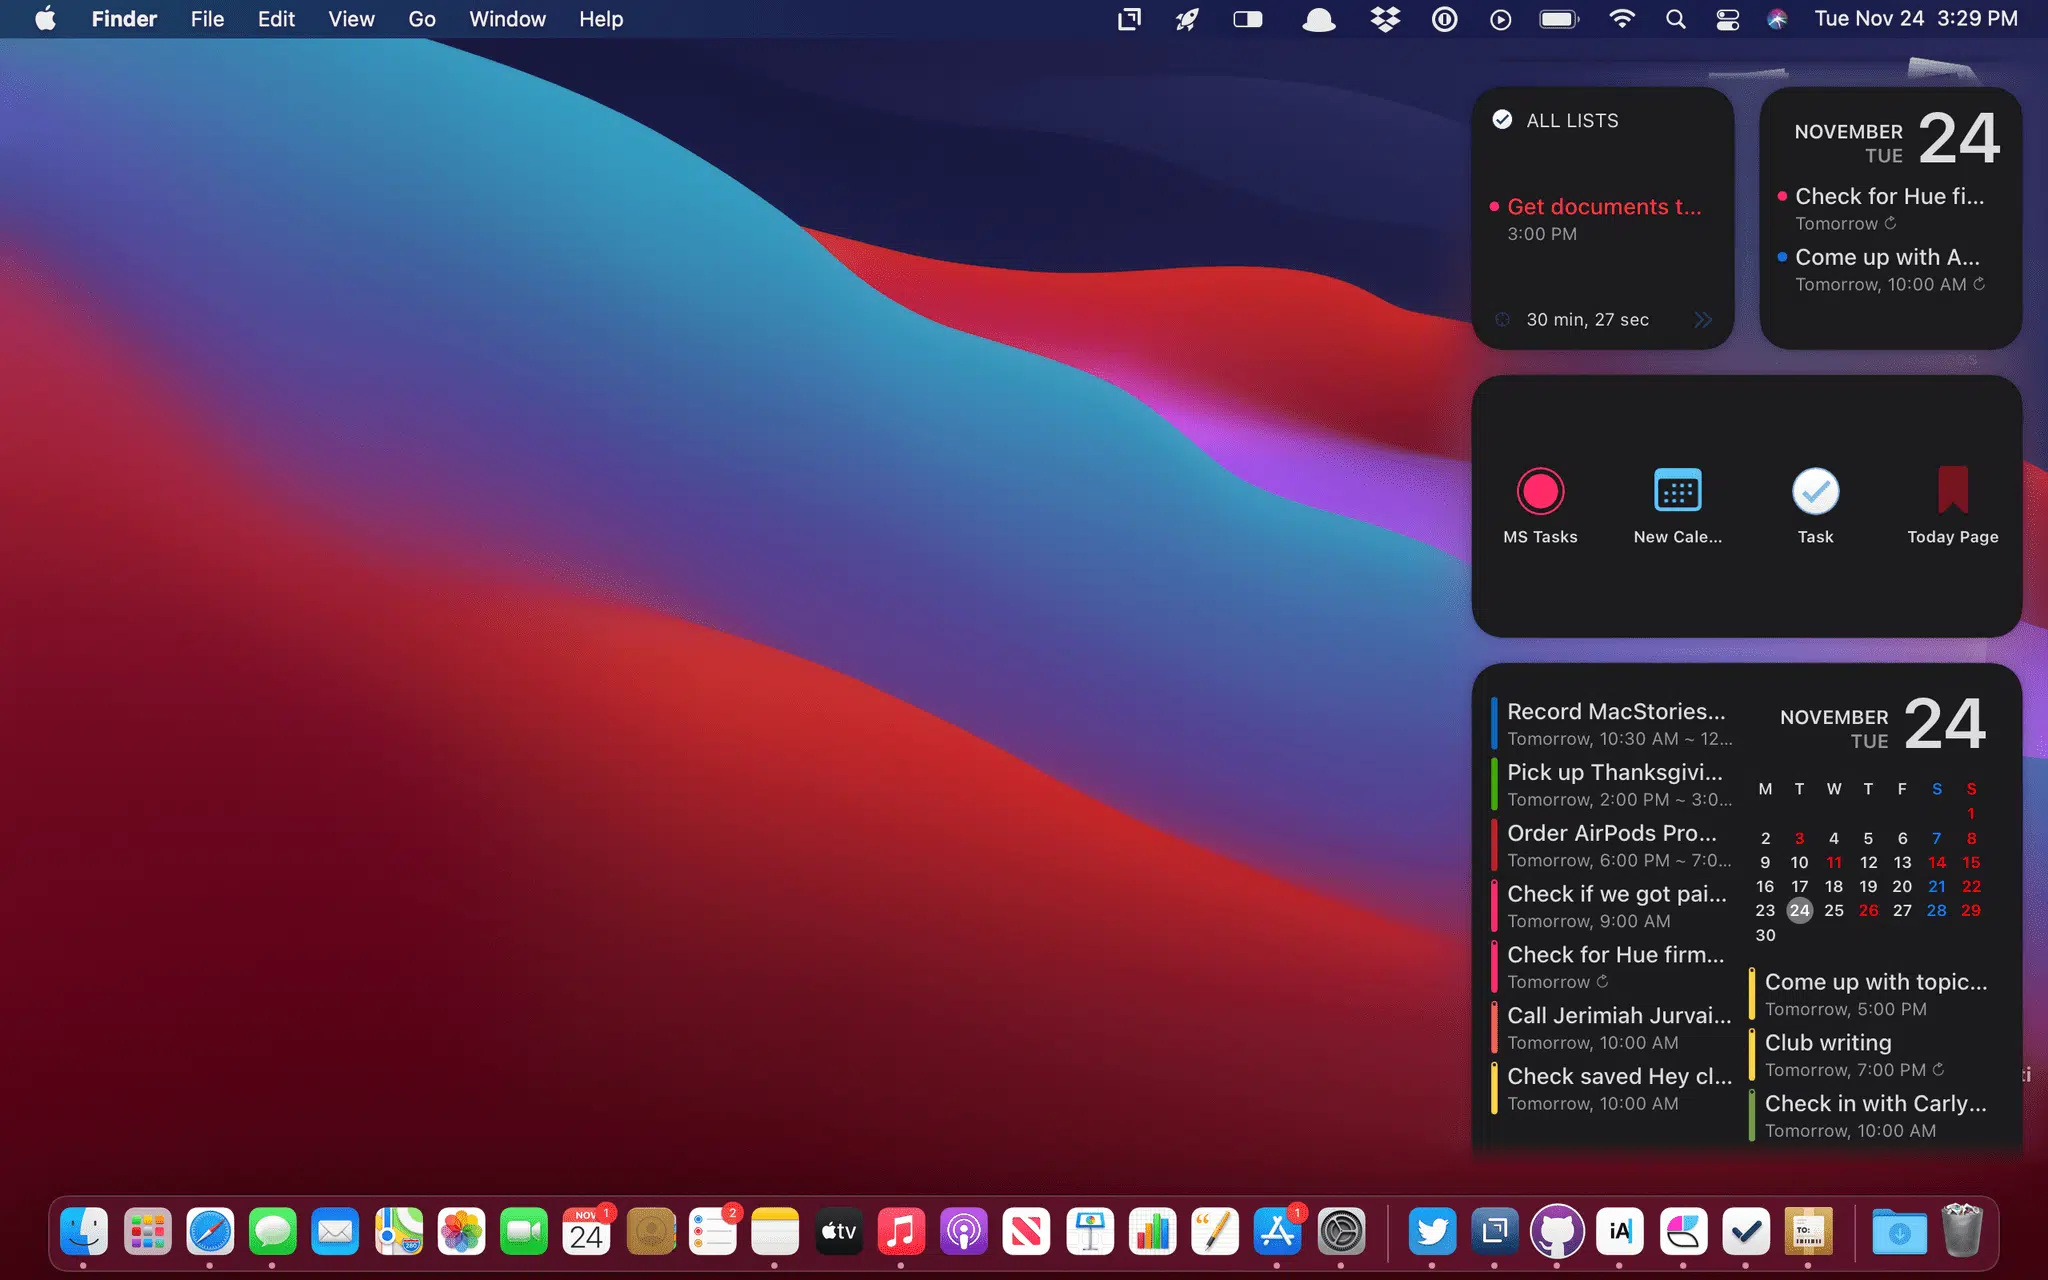 Finder File Edit View Go Window Help
Tue Nov 24 3:29 PM
ALL LISTS
Get documents t...
3:00 PM
30 min, 27 sec
NOVEMBER 24
TUE
Check for Hue fi...
Tomorrow
Come up with A...
Tomorrow, 10:00 AM
MS Tasks
New Cale...
Task
Today Page
Record MacStories...
Tomorrow, 10:30 AM ~ 12...
Pick up Thanksgivi...
Tomorrow, 2:00 PM ~ 3:0...
Order AirPods Pro...
Tomorrow, 6:00 PM ~ 7:0...
Check if we got pai...
Tomorrow, 9:00 AM
Check for Hue firm...
Tomorrow
Call Jerimiah Jurvai...
Tomorrow, 10:00 AM
Check saved Hey cl...
Tomorrow, 10:00 AM
NOVEMBER 24
TUE
M T W T F S S
1
2 3 4 5 6 7 8
9 10 11 12 13 14 15
16 17 18 19 20 21 22
23 24 25 26 27 28 29
30
Come up with topic...
Tomorrow, 5:00 PM
Club writing
Tomorrow, 7:00 PM
Check in with Carly...
Tomorrow, 10:00 AM
NOV
24
1
2
tv
1
iA
TO: